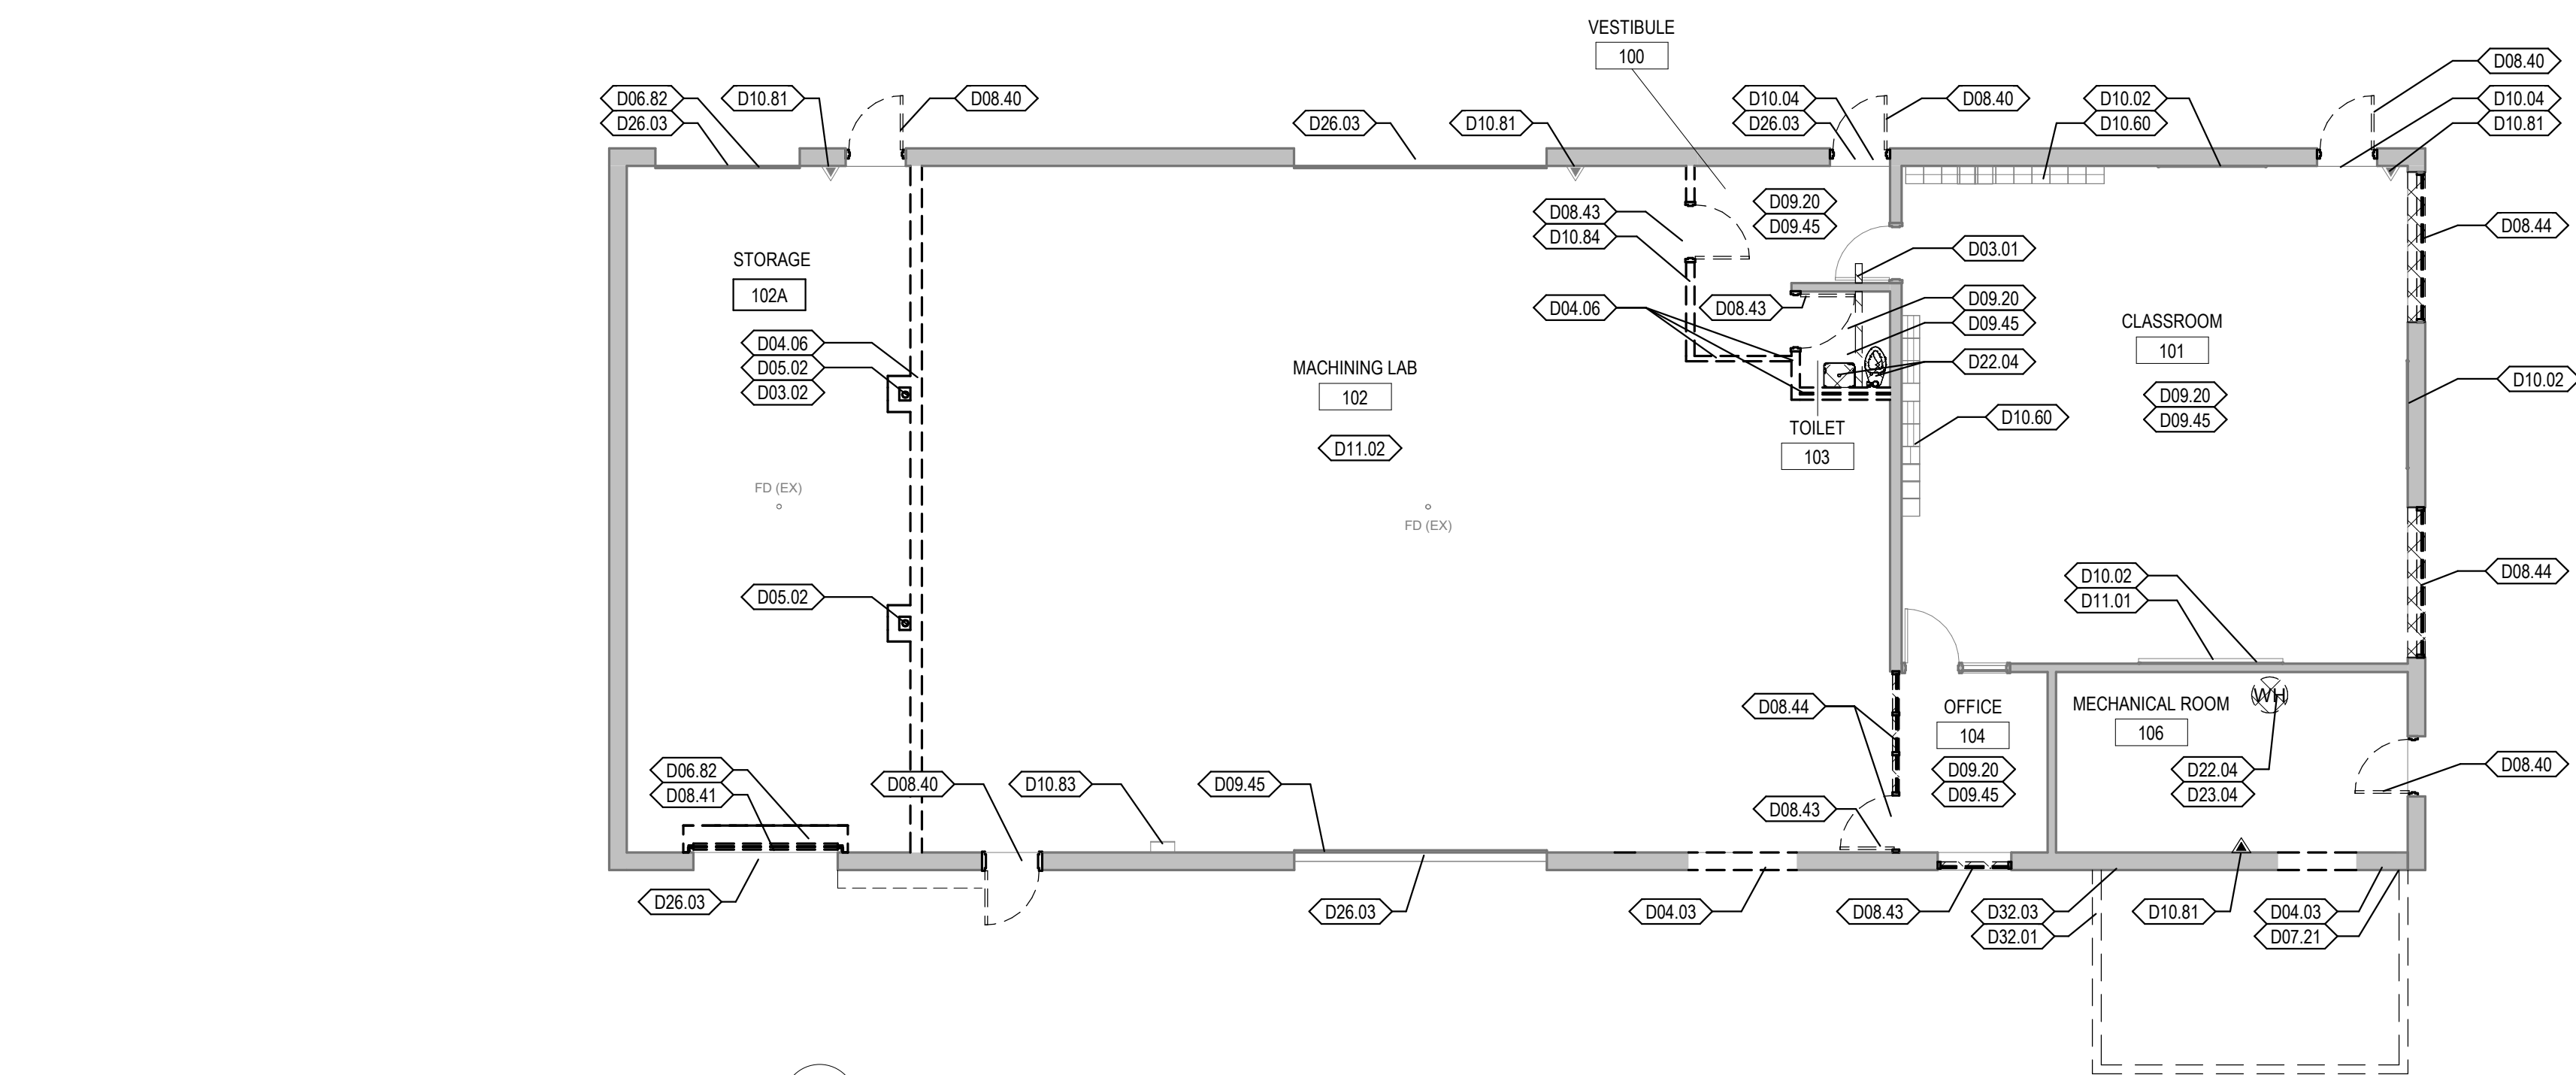 VESTIBULE
100
D08.40
D06.82
D10.81
D08.40
D10.04
D08.40
D10.02
D10.04
D26.03
D26.03
D10.81
D26.03
D10.60
D10.81
D08.43
D10.84
D09.20
D09.45
D08.44
D03.01
STORAGE
102A
D04.06
D08.43
D09.20
D09.45
CLASSROOM
101
D04.06
D05.02
D03.02
MACHINING LAB
102
D22.04
D10.02
D09.20
D09.45
D11.02
TOILET
103
D10.60
FD (EX)
FD (EX)
D05.02
D10.02
D11.01
D08.44
D08.44
OFFICE
104
D09.20
D09.45
MECHANICAL ROOM
106
WH
D22.04
D23.04
D08.40
D06.82
D08.41
D08.40
D10.83
D09.45
D08.43
D26.03
D26.03
D04.03
D08.43
D32.03
D32.01
D10.81
D04.03
D07.21